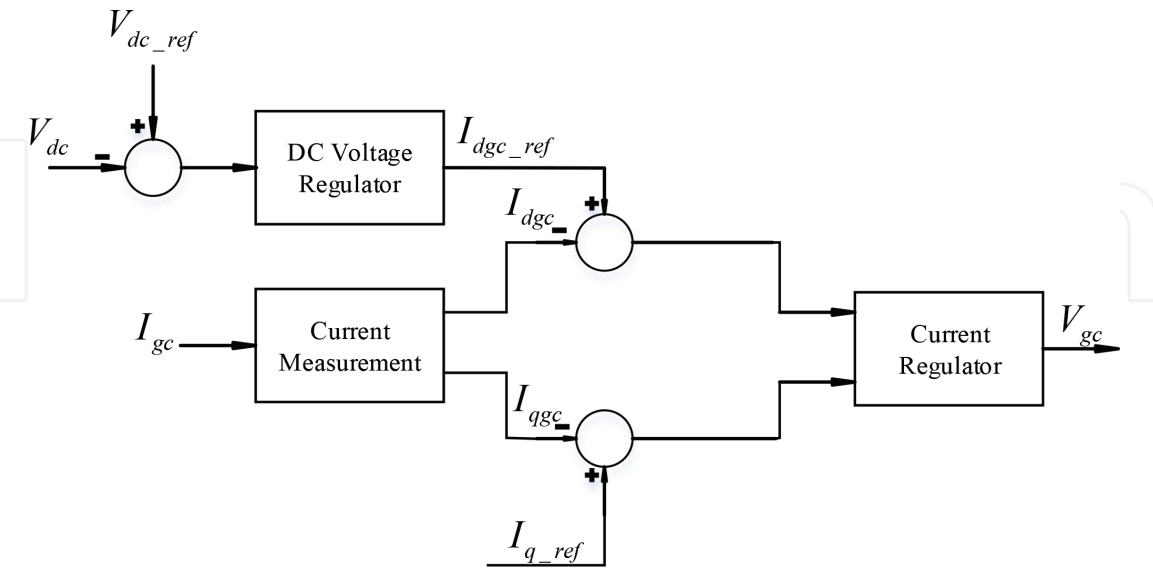 V_dc_ref
V_dc
+
-
DC Voltage
Regulator
I_dgc_ref
+
I_dgc
-
I_gc
Current
Measurement
I_qgc
-
+
I_q_ref
Current
Regulator
V_gc